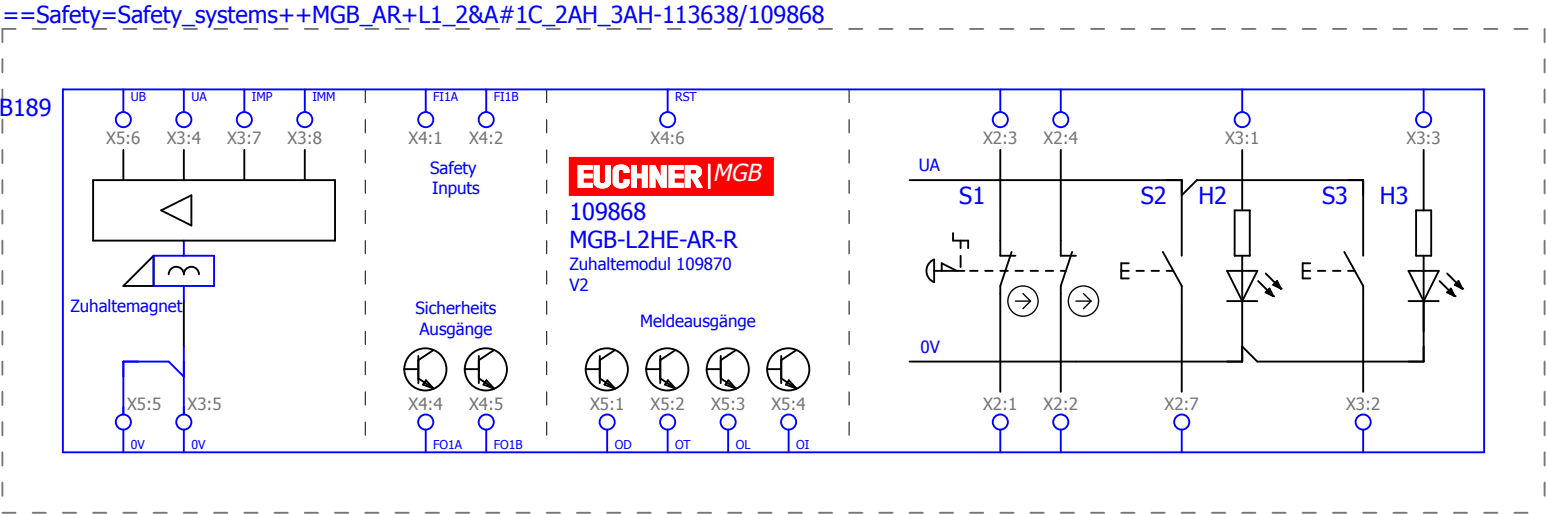 ==Safety=Safety_systems++MGB_AR+L1_2&A#1C_2AH_3AH-113638/109868
B189
UB UA IMP IMM FI1A FI1B RST
X5:6 X3:4 X3:7 X3:8 X4:1 X4:2 X4:6 X2:3 X2:4 X3:1 X3:3
Safety
Inputs
EUCHNER|MGB
109868
MGB-L2HE-AR-R
Zuhaltemodul 109870
V2
UA
S1 S2 H2 S3 H3
Zuhaltemagnet
Sicherheits
Ausgänge
Meldeausgänge
0V
X5:5 X3:5 X4:4 X4:5 X5:1 X5:2 X5:3 X5:4 X2:1 X2:2 X2:7 X3:2
0V 0V FO1A FO1B OD OT OL OI